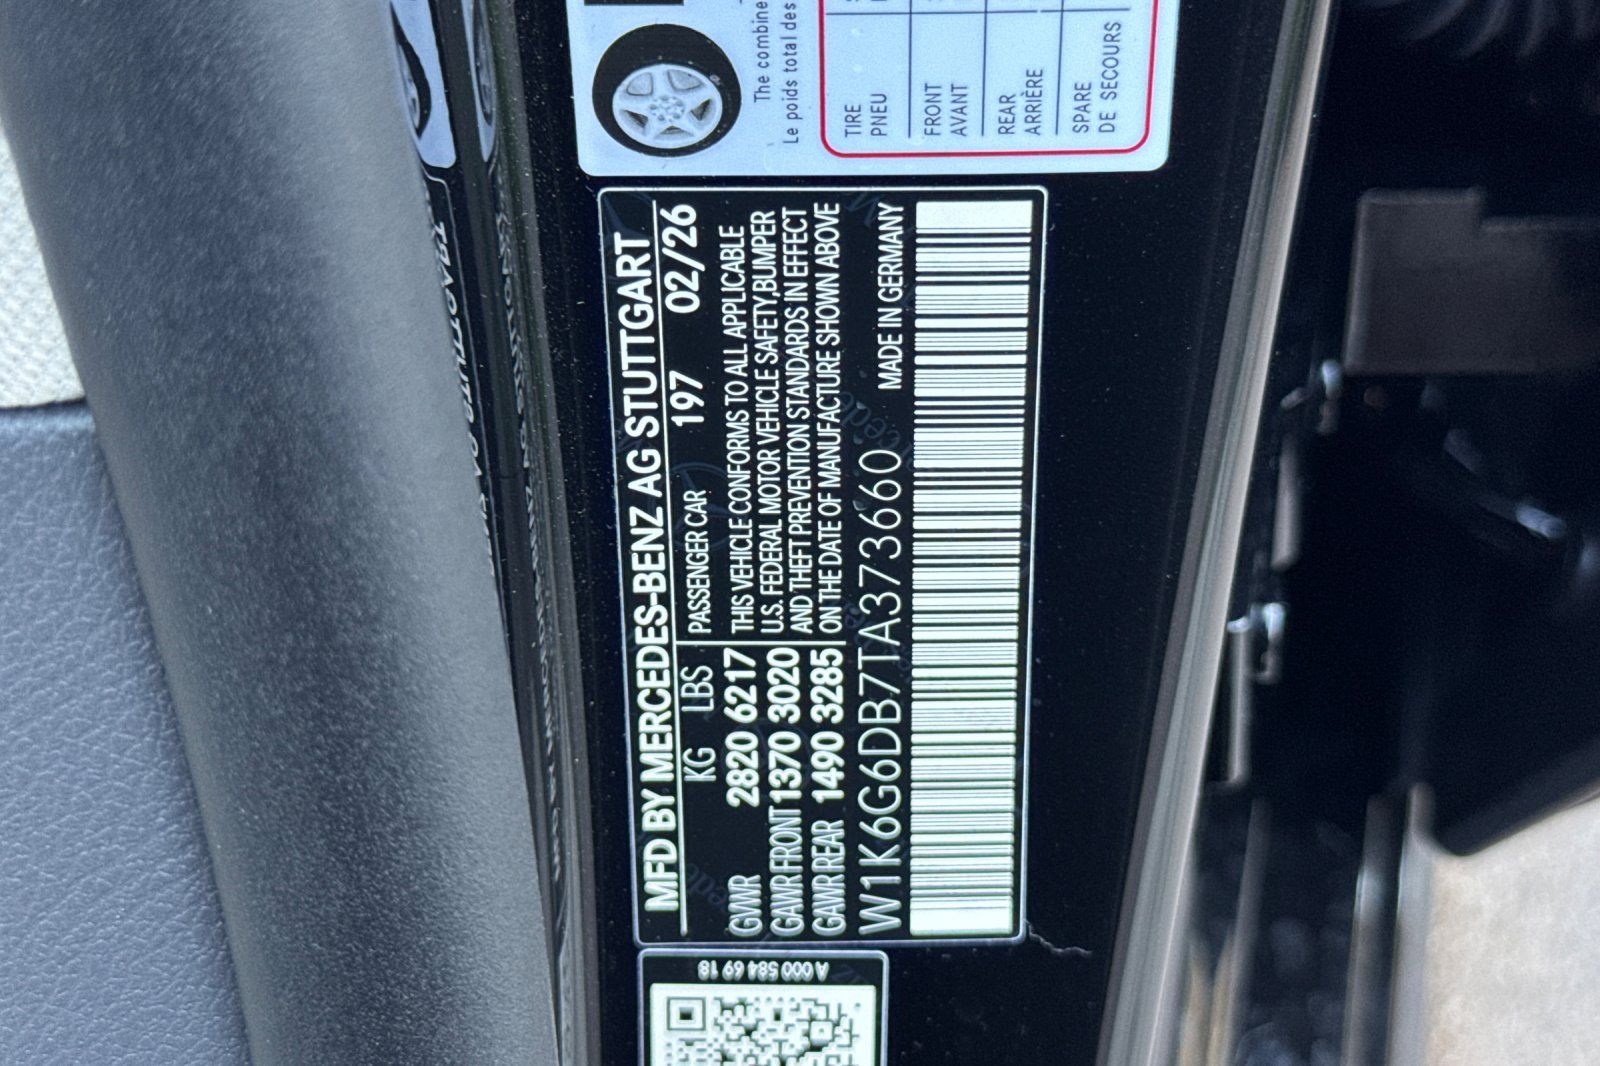 The combine
Le poids total des
TIRE
PNEU
FRONT
AVANT
REAR
ARRIÈRE
SPARE
DE SECOURS
MFD BY MERCEDES-BENZ AG STUTTGART
KG LBS PASSENGER CAR 197 02/26
GVWR 2820 6217
GAWR FRONT 1370 3020
GAWR REAR 1490 3285
THIS VEHICLE CONFORMS TO ALL APPLICABLE
U.S. FEDERAL MOTOR VEHICLE SAFETY,BUMPER
AND THEFT PREVENTION STANDARDS IN EFFECT
ON THE DATE OF MANUFACTURE SHOWN ABOVE
W1K6G6DB7TA373660 MADE IN GERMANY
A 000 584 69 18